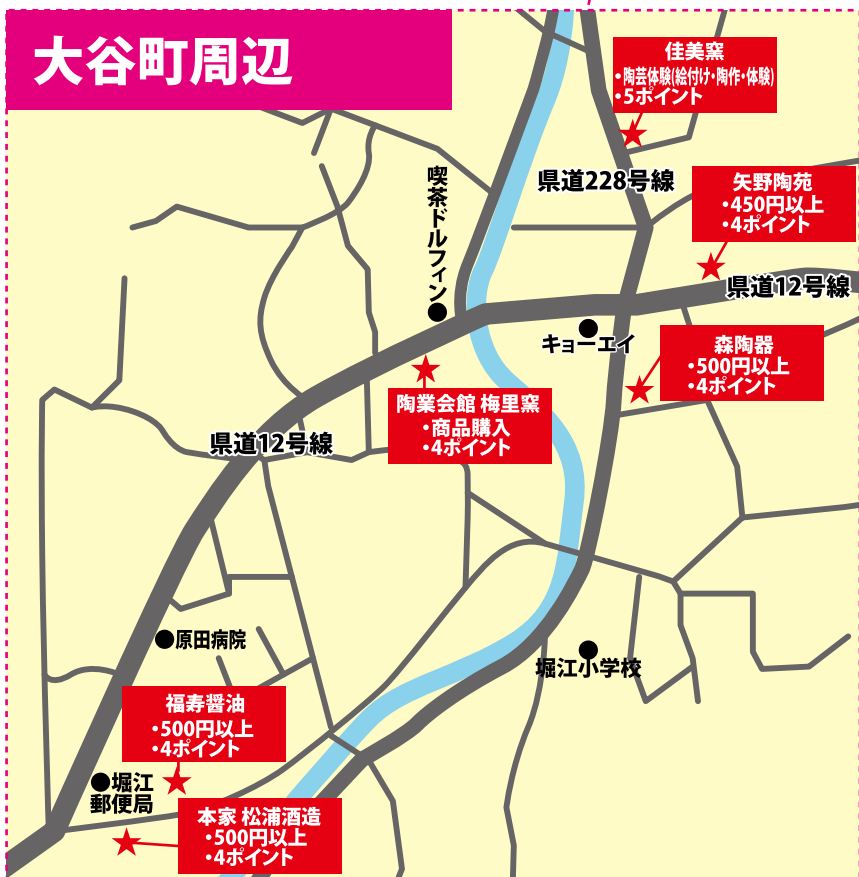 大谷町周辺
佳美窯
・陶芸体験(絵付け・陶作・体験)
・5ポイント
県道228号線
矢野陶苑
・450円以上
・4ポイント
喫茶ドルフィン
県道12号線
キョーエイ
森陶器
・500円以上
・4ポイント
陶業会館 梅里窯
・商品購入
・4ポイント
県道12号線
原田病院
堀江小学校
福寿醤油
・500円以上
・4ポイント
堀江
郵便局
本家 松浦酒造
・500円以上
・4ポイント